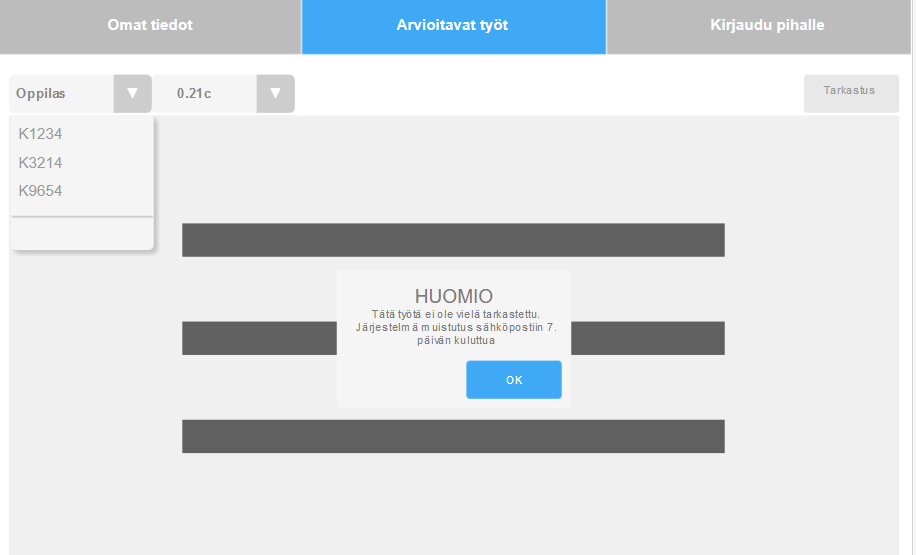 Omat tiedot
Arvioitavat työt
Kirjaudu pihalle
Oppilas
0.21c
Tarkastus
K1234
K3214
K9654
HUOMIO
Tätä työtä ei ole vielä tarkastettu.
Järjestelmä muistutus sähköpostiin 7.
päivän kuluttua
OK